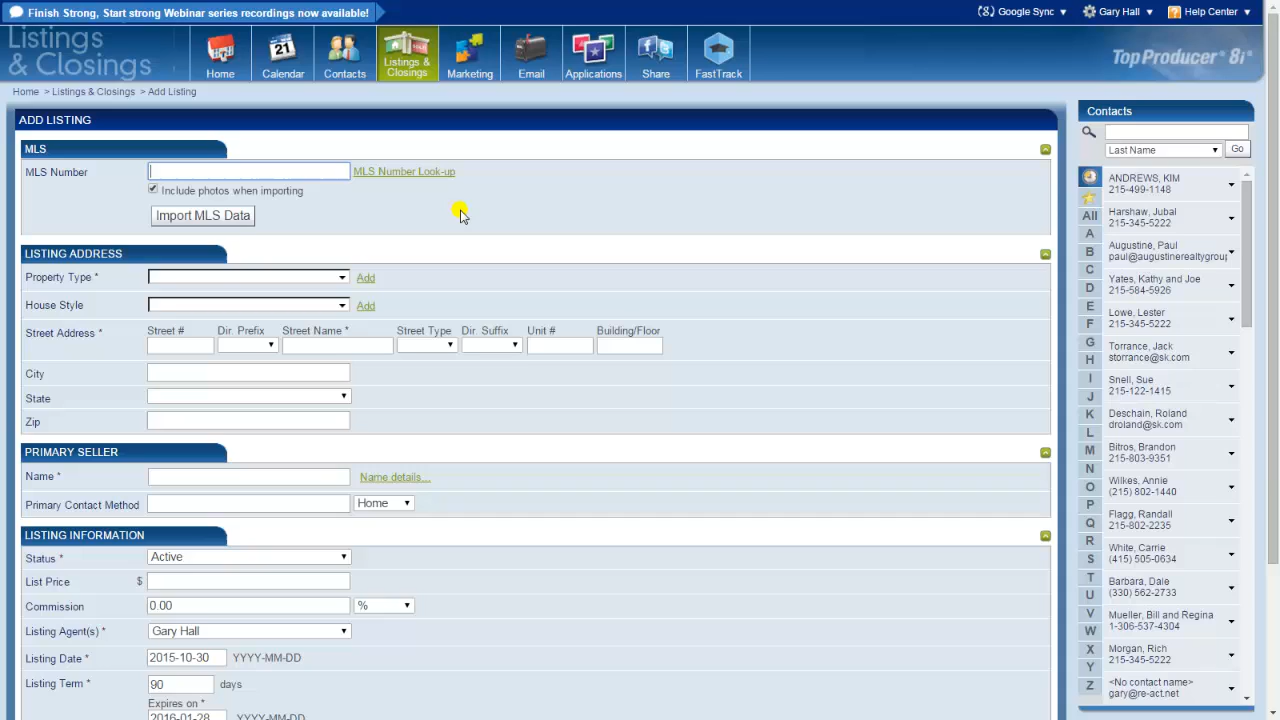 Finish Strong, Start strong Webinar series recordings now available!
Google Sync
Gary Hall
Help Center
Listings & Closings
Home
Calendar
Contacts
Listings & Closings
Marketing
Email
Applications
Share
FastTrack
Top Producer® 8i®
Home > Listings & Closings > Add Listing
ADD LISTING
MLS
MLS Number
MLS Number Look-up
Include photos when importing
Import MLS Data
LISTING ADDRESS
Property Type *
Add
House Style
Add
Street Address *
Street # Dir. Prefix Street Name * Street Type Dir. Suffix Unit # Building/Floor
City
State
Zip
PRIMARY SELLER
Name *
Name details...
Primary Contact Method
Home
LISTING INFORMATION
Status * Active
List Price $
Commission 0.00 %
Listing Agent(s) * Gary Hall
Listing Date * 2015-10-30 YYYY-MM-DD
Listing Term * 90 days
Expires on *
2016-01-28 YYYY-MM-DD
Contacts
Last Name
Go
All
A
B
C
D
E
F
G
H
I
J
K
L
M
N
O
P
Q
R
S
T
U
V
W
X
Y
Z
ANDREWS, KIM
215-499-1148
Harshaw, Jubal
215-345-5222
Augustine, Paul
paul@augustinerealtygroup
Yates, Kathy and Joe
215-584-5926
Lowe, Lester
215-345-5222
Torrance, Jack
storrance@sk.com
Snell, Sue
215-122-1415
Deschain, Roland
droland@sk.com
Bitros, Brandon
215-803-9351
Wilkes, Annie
(215) 802-1440
Flagg, Randall
215-802-2235
White, Carrie
(415) 505-0634
Barbara, Dale
(330) 562-2733
Mueller, Bill and Regina
1-306-537-4304
Morgan, Rich
215-345-5222
<No contact name>
gary@re-act.net